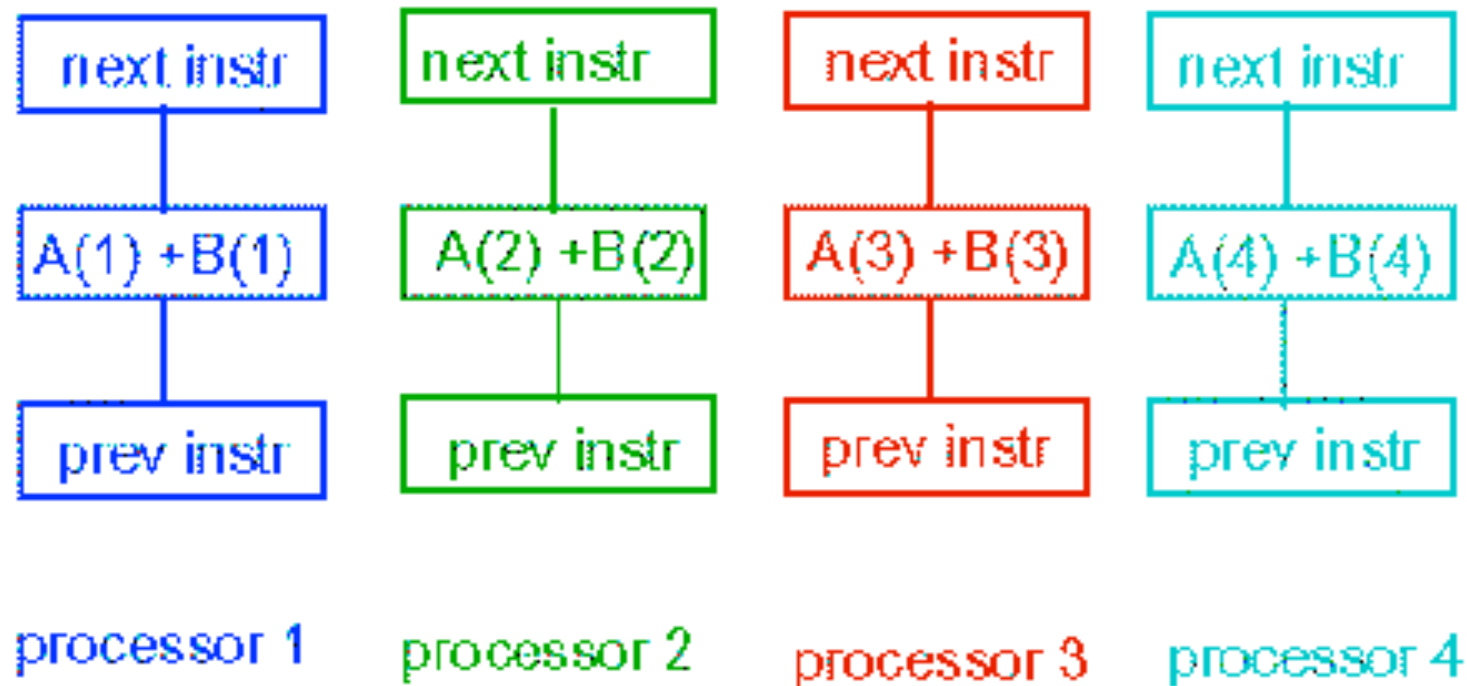 next instr
next instr
next instr
next instr
A(1) +B(1)
A(2) +B(2)
A(3) +B(3)
A(4) +B(4)
prev instr
prev instr
prev instr
prev instr
processor 1
processor 2
processor 3
processor 4